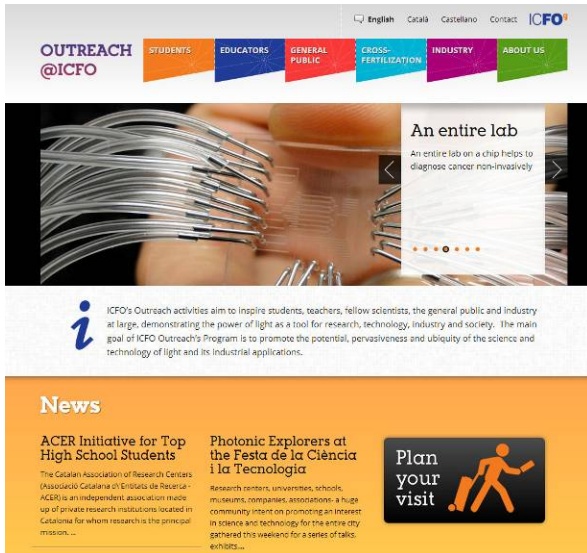 English Català Castellano Contact ICFO
OUTREACH
@ICFO
STUDENTS
EDUCATORS
GENERAL
PUBLIC
CROSS-
FERTILIZATION
INDUSTRY
ABOUT US
An entire lab
An entire lab on a chip helps to
diagnose cancer non-invasively
i
ICFO's Outreach activities aim to inspire students, teachers, fellow scientists, the general public and industry
at large, demonstrating the power of light as a tool for research, technology, industry and society. The main
goal of ICFO Outreach's Program is to promote the potential, pervasiveness and ubiquity of the science and
technology of light and its industrial applications.
News
ACER Initiative for Top
High School Students
The Catalan Association of Research Centers
(Associació Catalana d\'Entitats de Recerca -
ACER) is an independent association made
up of private research institutions located in
Catalonia for whom research is the principal
mission. ...
Photonic Explorers at
the Festa de la Ciència
i la Tecnologia
Research centers, universities, schools,
museums, companies, associations- a huge
community intent on promoting an interest
in science and technology for the entire city
gathered this weekend for a series of talks,
exhibits....
Plan
your
visit